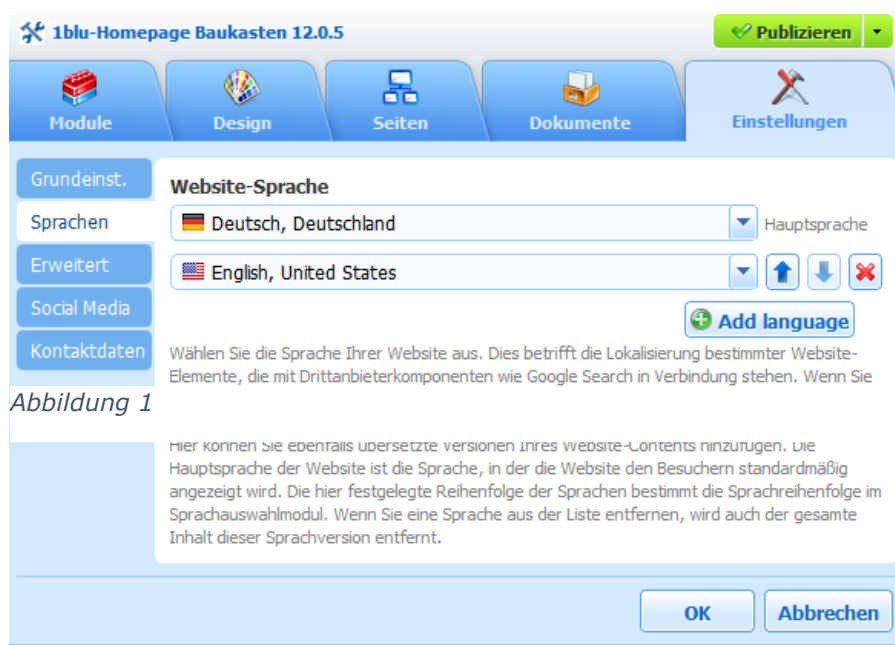 1blu-Homepage Baukasten 12.0.5
Publizieren
Module
Design
Seiten
Dokumente
Einstellungen
Grundeinst.
Sprachen
Erweitert
Social Media
Kontaktdaten
Website-Sprache
Deutsch, Deutschland
Hauptsprache
English, United States
Add language
Wählen Sie die Sprache Ihrer Website aus. Dies betrifft die Lokalisierung bestimmter Website-
Elemente, die mit Drittanbieterkomponenten wie Google Search in Verbindung stehen. Wenn Sie
Abbildung 1
Hier können Sie ebenfalls übersetzte Versionen Ihres Website-Contents hinzufügen. Die
Hauptsprache der Website ist die Sprache, in der die Website den Besuchern standardmäßig
angezeigt wird. Die hier festgelegte Reihenfolge der Sprachen bestimmt die Sprachreihenfolge im
Sprachauswahlmodul. Wenn Sie eine Sprache aus der Liste entfernen, wird auch der gesamte
Inhalt dieser Sprachversion entfernt.
OK
Abbrechen